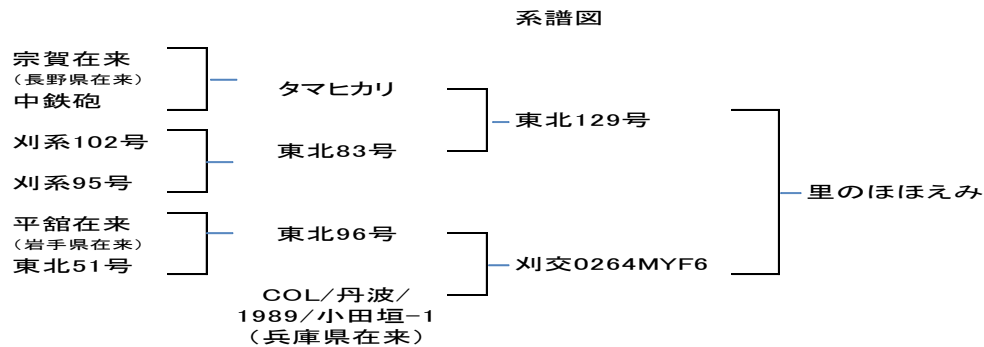 系譜図
宗賀在来
（長野県在来）
中鉄砲
タマヒカリ
刈系102号
刈系95号
東北83号
東北129号
平舘在来
（岩手県在来）
東北51号
東北96号
COL/丹波/
1989/小田垣-1
（兵庫県在来）
刈交0264MYF6
里のほほえみ